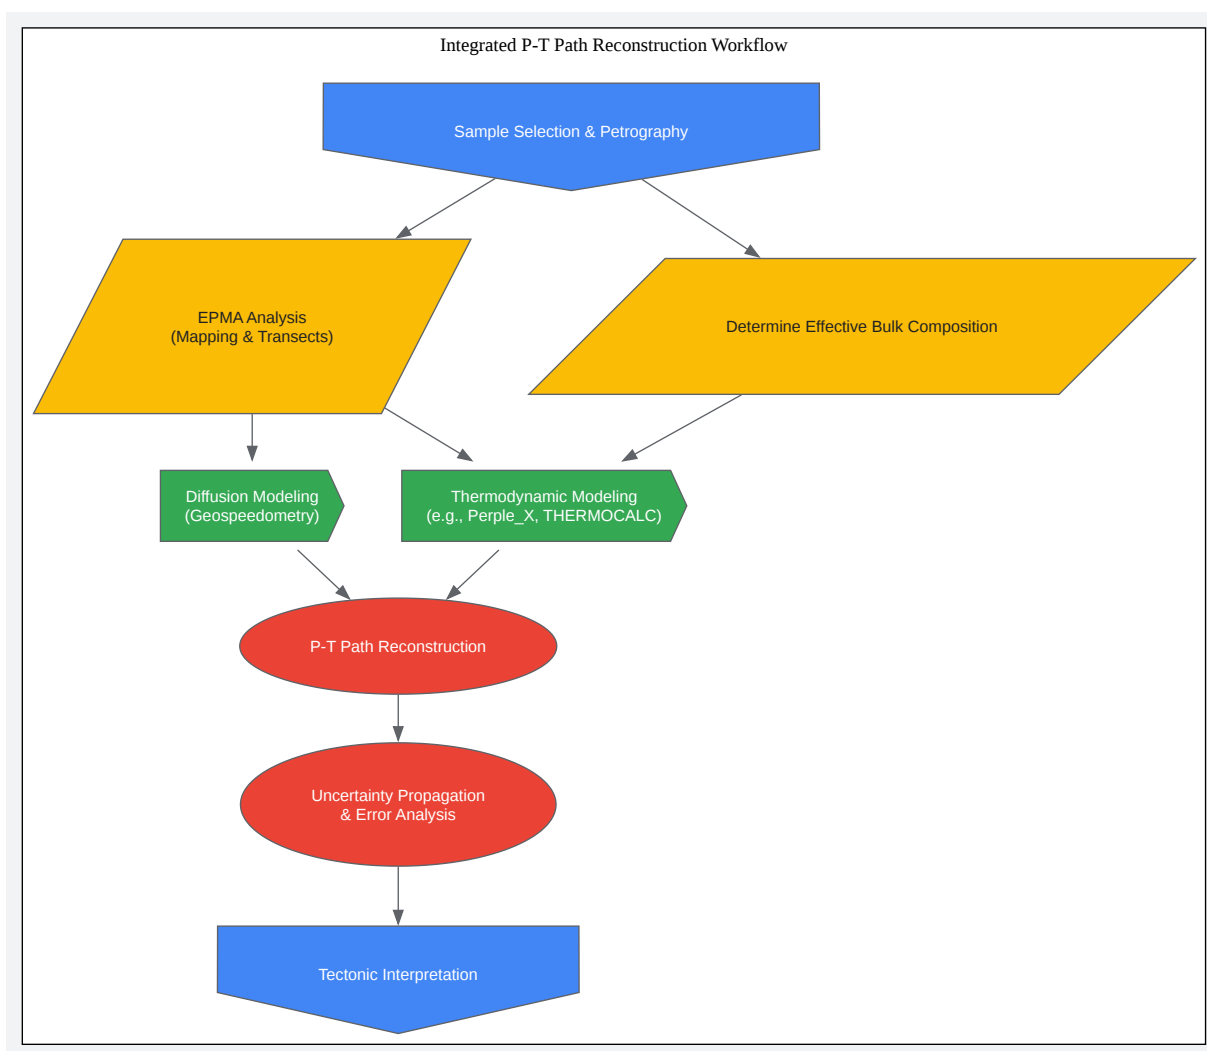 Integrated P-T Path Reconstruction Workflow
Sample Selection & Petrography
EPMA Analysis
(Mapping & Transects)
Determine Effective Bulk Composition
Diffusion Modeling
(Geospeedometry)
Thermodynamic Modeling
(e.g., Perple_X, THERMOCALC)
P-T Path Reconstruction
Uncertainty Propagation
& Error Analysis
Tectonic Interpretation